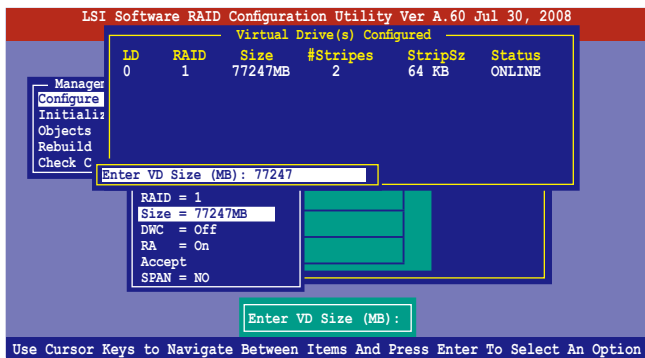 LSI Software RAID Configuration Utility Ver A.60 Jul 30, 2008
Virtual Drive(s) Configured
LD RAID Size #Stripes StripSz Status
0 1 77247MB 2 64 KB ONLINE
Managem
Configure
Initializ
Objects
Rebuild
Check C
Enter VD Size (MB): 77247
RAID = 1
Size = 77247MB
DWC = Off
RA = On
Accept
SPAN = NO
Enter VD Size (MB):
Use Cursor Keys to Navigate Between Items And Press Enter To Select An Option